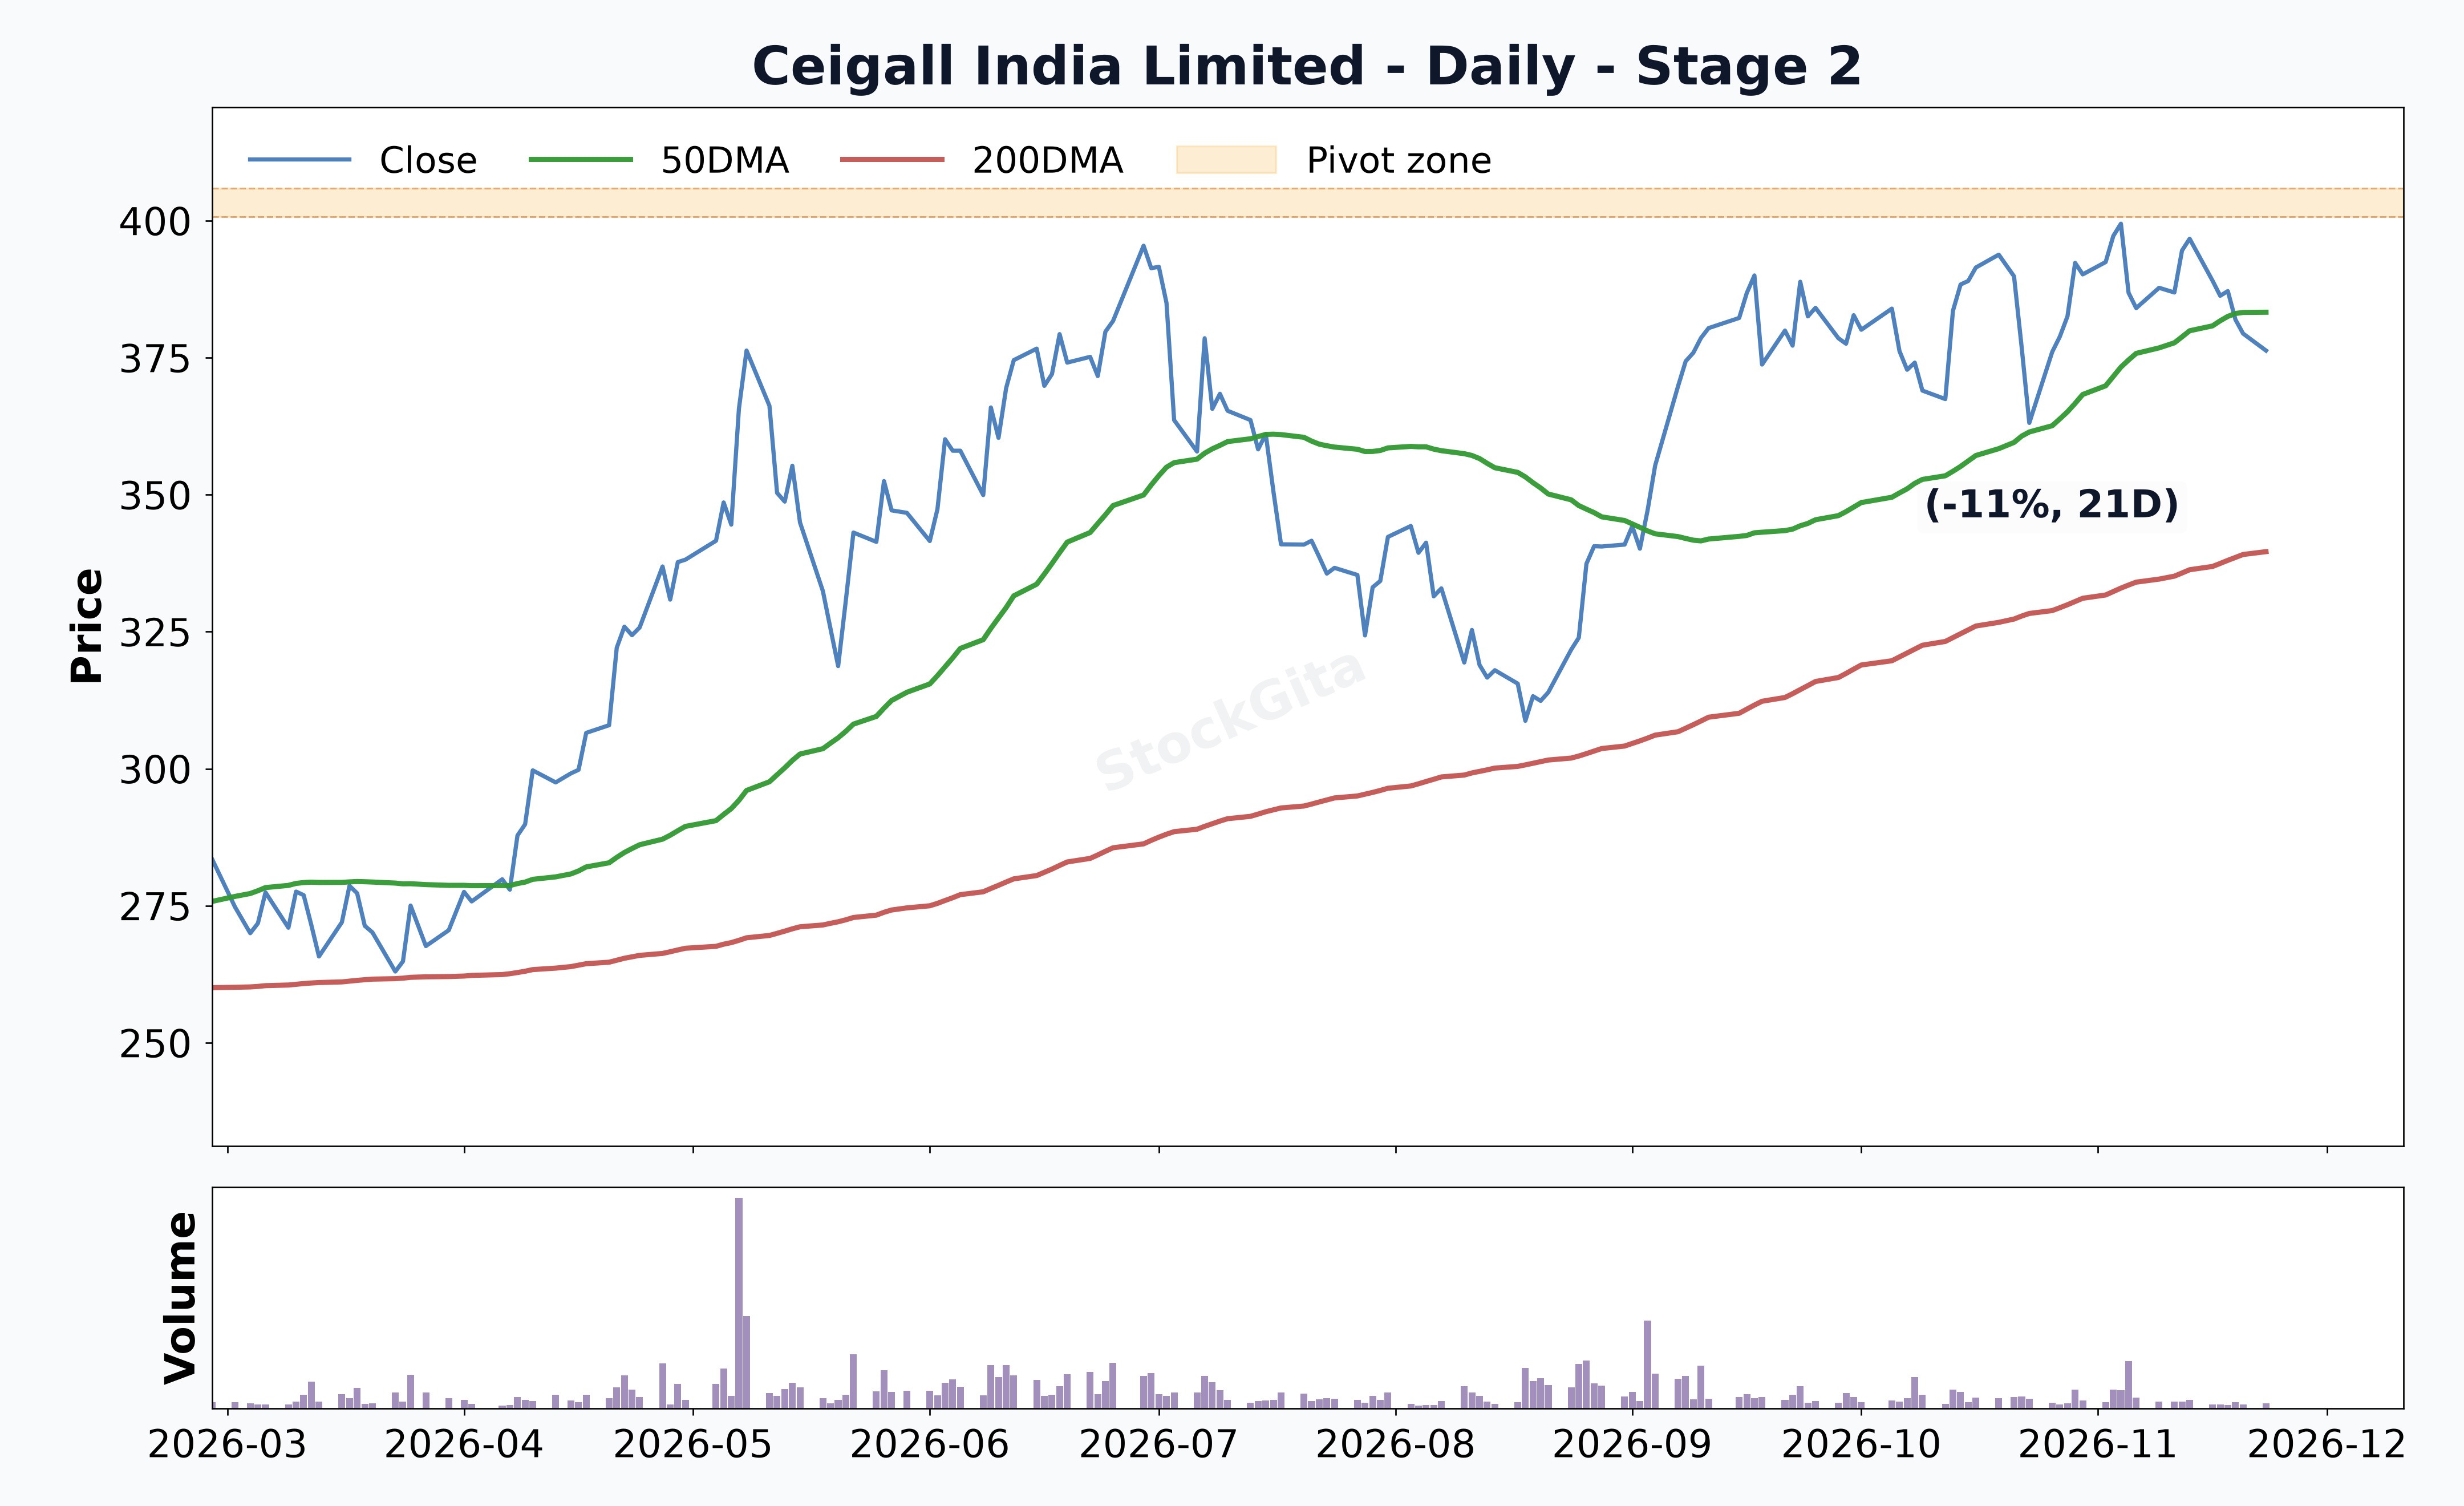 Ceigall India Limited - Daily - Stage 2
Close 50DMA 200DMA Pivot zone
400
375
350
325
300
275
250
Price
(-11%, 21D)
StockGita
Volume
2026-03 2026-04 2026-05 2026-06 2026-07 2026-08 2026-09 2026-10 2026-11 2026-12